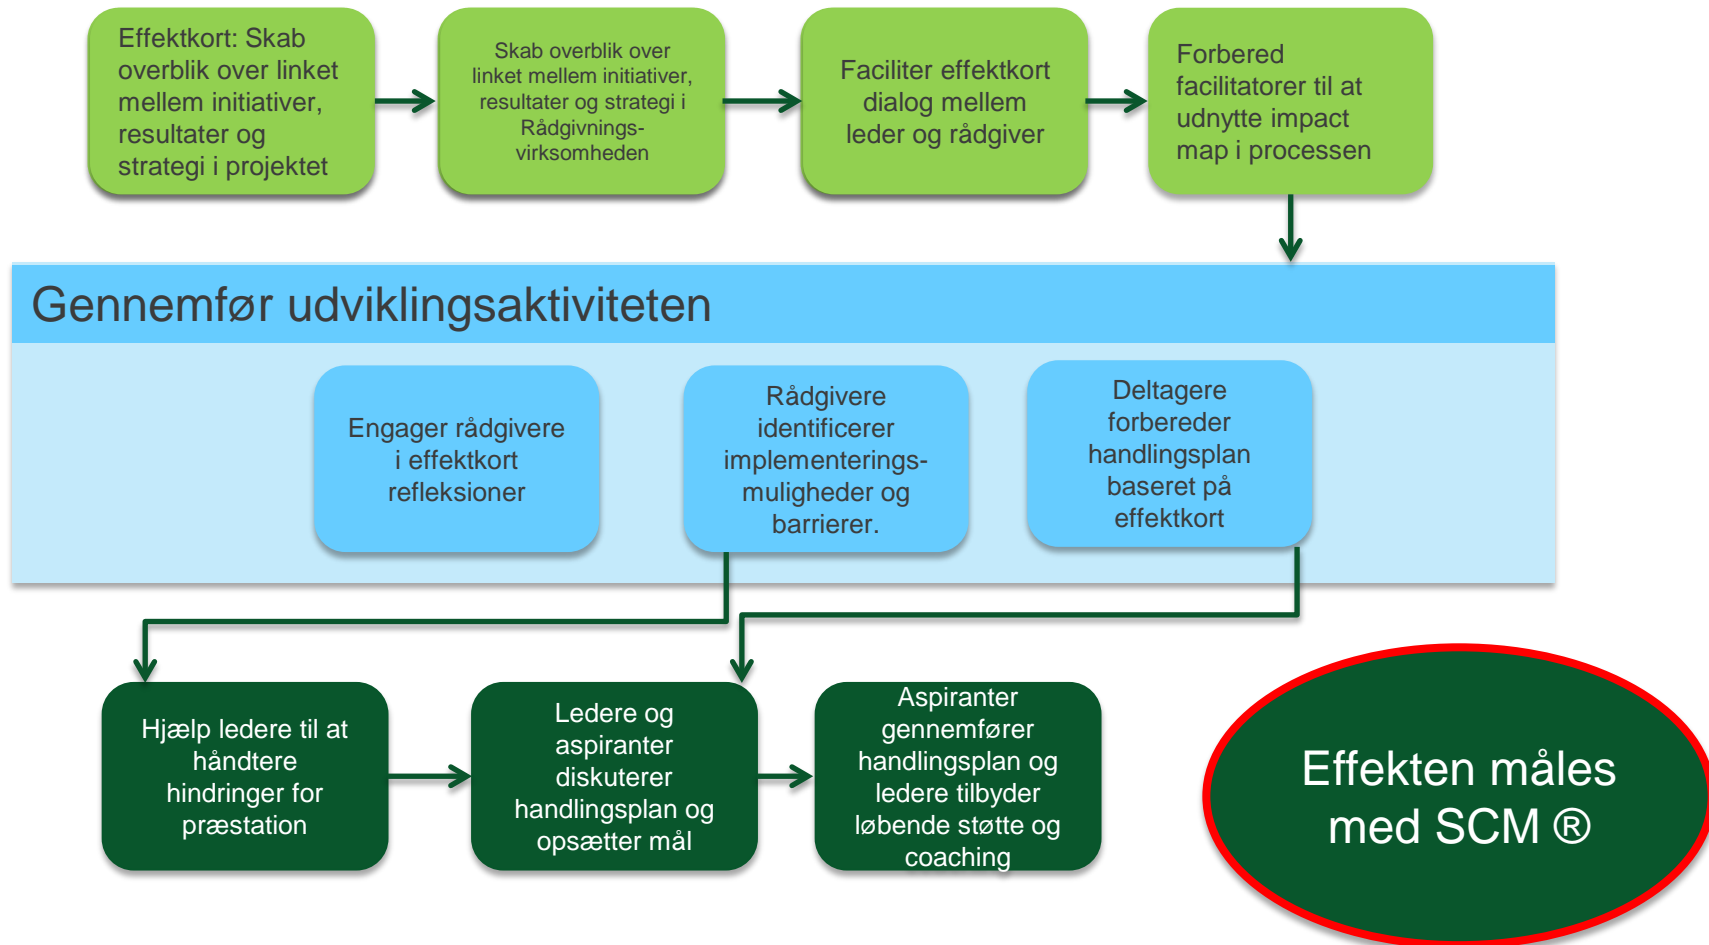 Effektkort: Skab
overblik over linket
mellem initiativer,
resultater og
strategi i projektet
Skab overblik over
linket mellem initiativer,
resultater og strategi i
Rådgivnings-
virksomheden
Faciliter effektkort
dialog mellem
leder og rådgiver
Forbered
facilitatorer til at
udnytte impact
map i processen
Gennemfør udviklingsaktiviteten
Engager rådgivere
i effektkort
refleksioner
Rådgivere
identificerer
implementerings-
muligheder og
barrierer.
Deltagere
forbereder
handlingsplan
baseret på
effektkort
Hjælp ledere til at
håndtere
hindringer for
præstation
Ledere og
aspiranter
diskuterer
handlingsplan og
opsætter mål
Aspiranter
gennemfører
handlingsplan og
ledere tilbyder
løbende støtte og
coaching
Effekten måles
med SCM ®